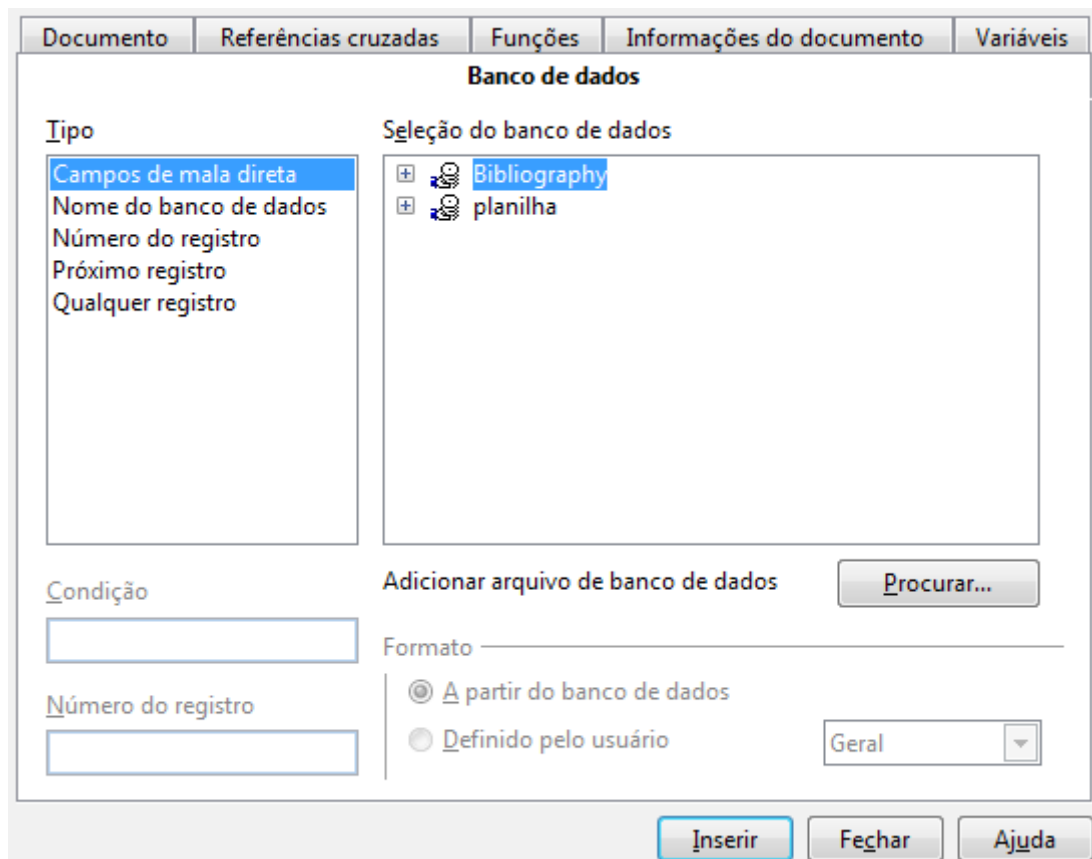 Documento Referências cruzadas Funções Informações do documento Variáveis
Banco de dados
Tipo
Campos de mala direta
Nome do banco de dados
Número do registro
Próximo registro
Qualquer registro
Seleção do banco de dados
Bibliography
planilha
Condição
Número do registro
Adicionar arquivo de banco de dados Procurar...
Formato
A partir do banco de dados
Definido pelo usuário Geral
Inserir Fechar Ajuda